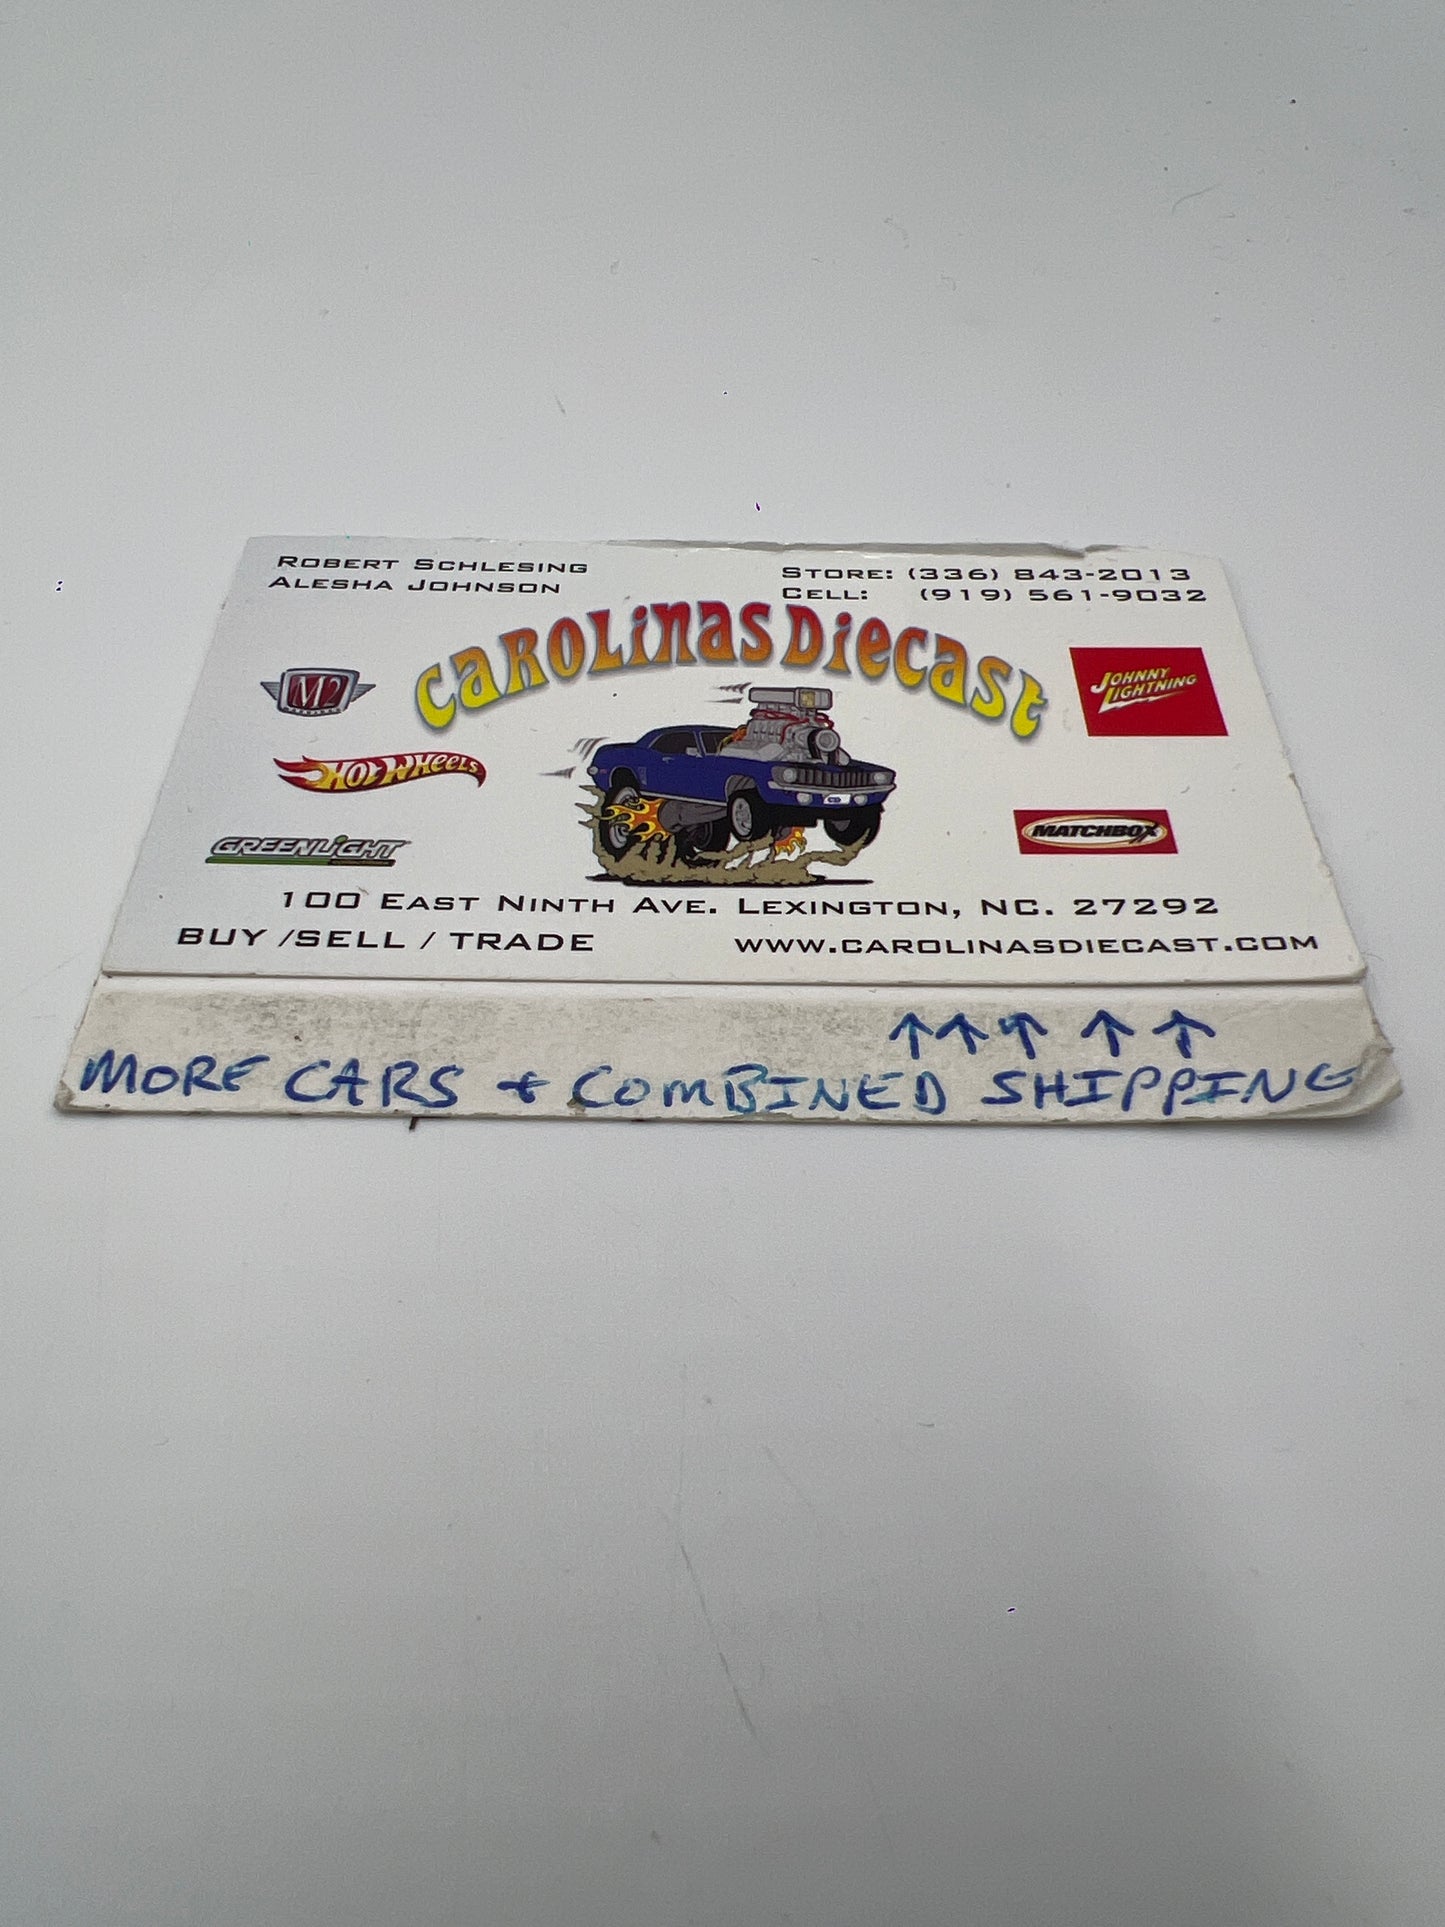 ROBERT SCHLESING
ALESHA JOHNSON
STORE: (336) 843-2013
CELL: (919) 561-9032
CAROLINAS DIECAST
M2
JOHNNY
LIGHTNING
HOT WHEELS
MATCHBOX
GREENLIGHT
100 EAST NINTH AVE. LEXINGTON, NC. 27292
BUY /SELL / TRADE
WWW.CAROLINASDIECAST.COM
↑ ↑ ↑ ↑ ↑
MORE CARS + COMBINED SHIPPING